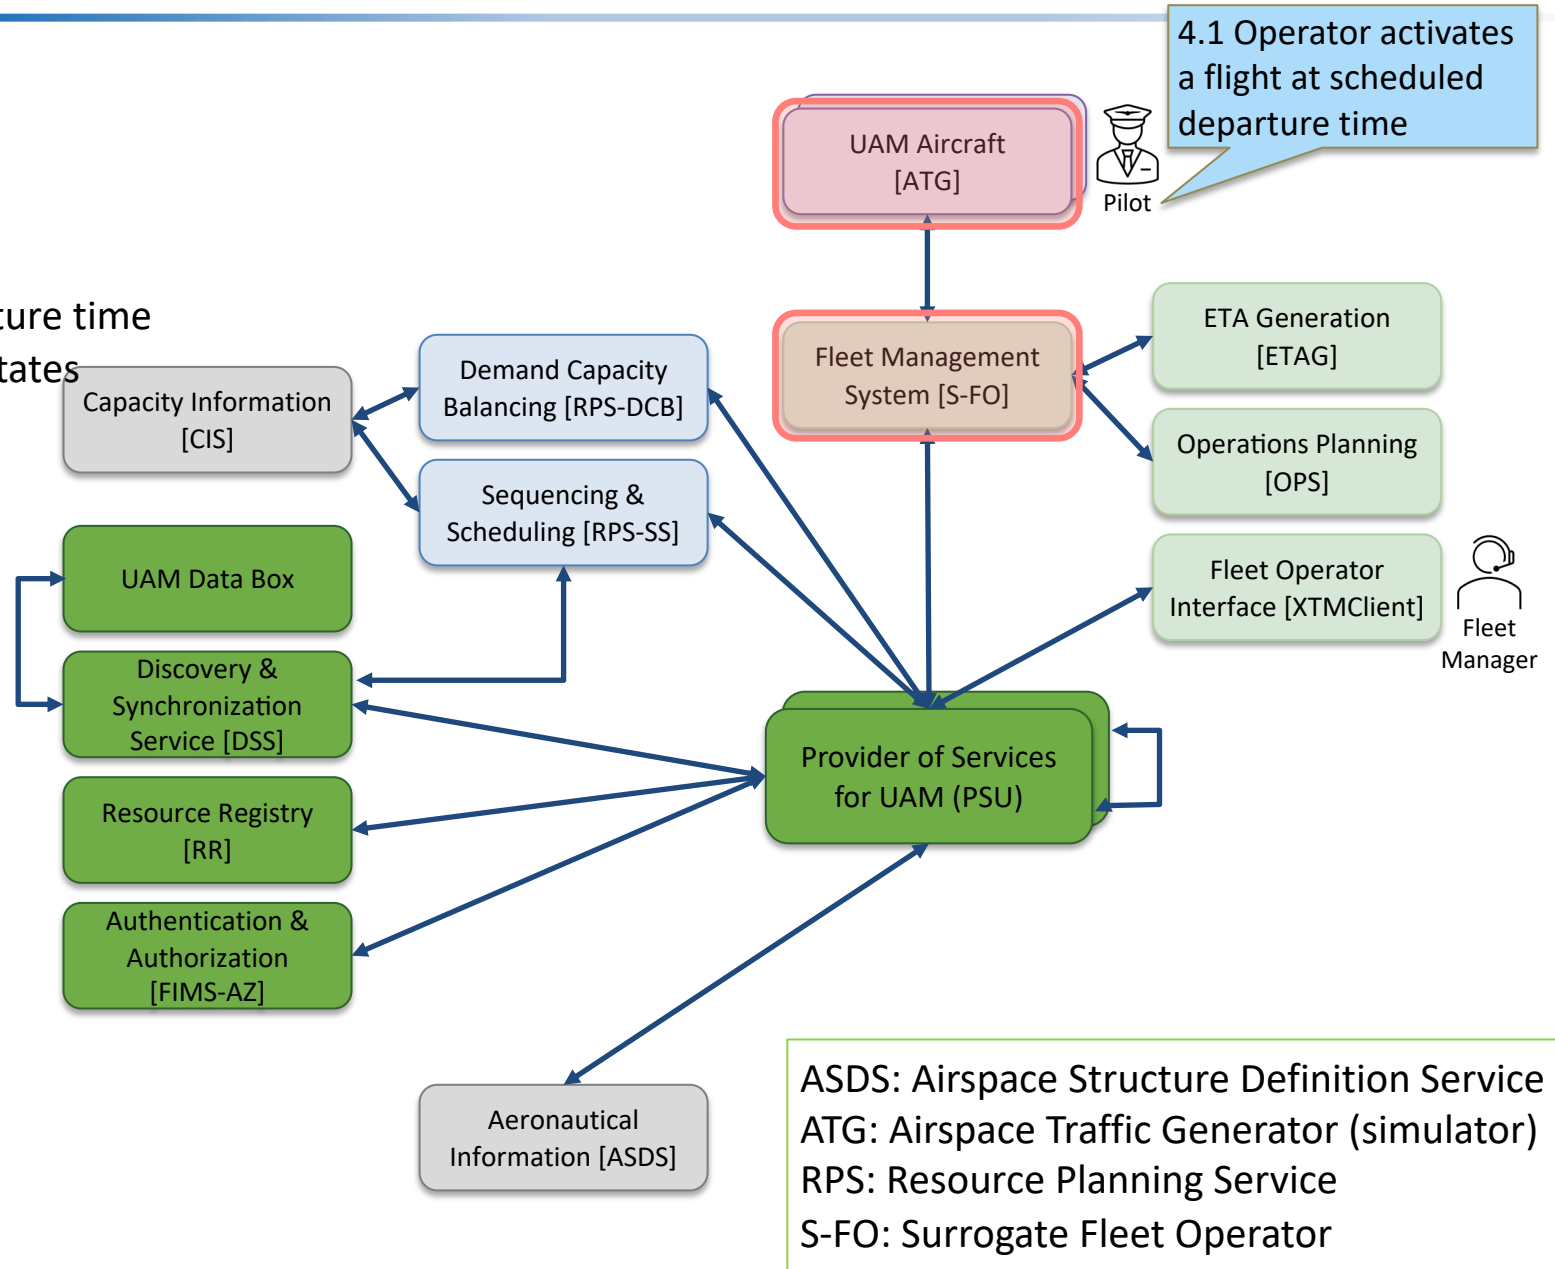 4.1 Operator activates
a flight at scheduled
departure time
UAM Aircraft
[ATG]
Pilot
ture time
tates
Capacity Information
[CIS]
Demand Capacity
Balancing [RPS-DCB]
Fleet Management
System [S-FO]
ETA Generation
[ETAG]
Operations Planning
[OPS]
Sequencing &
Scheduling [RPS-SS]
UAM Data Box
Fleet Operator
Interface [XTMClient]
Fleet
Manager
Discovery &
Synchronization
Service [DSS]
Provider of Services
for UAM (PSU)
Resource Registry
[RR]
Authentication &
Authorization
[FIMS-AZ]
Aeronautical
Information [ASDS]
ASDS: Airspace Structure Definition Service
ATG: Airspace Traffic Generator (simulator)
RPS: Resource Planning Service
S-FO: Surrogate Fleet Operator